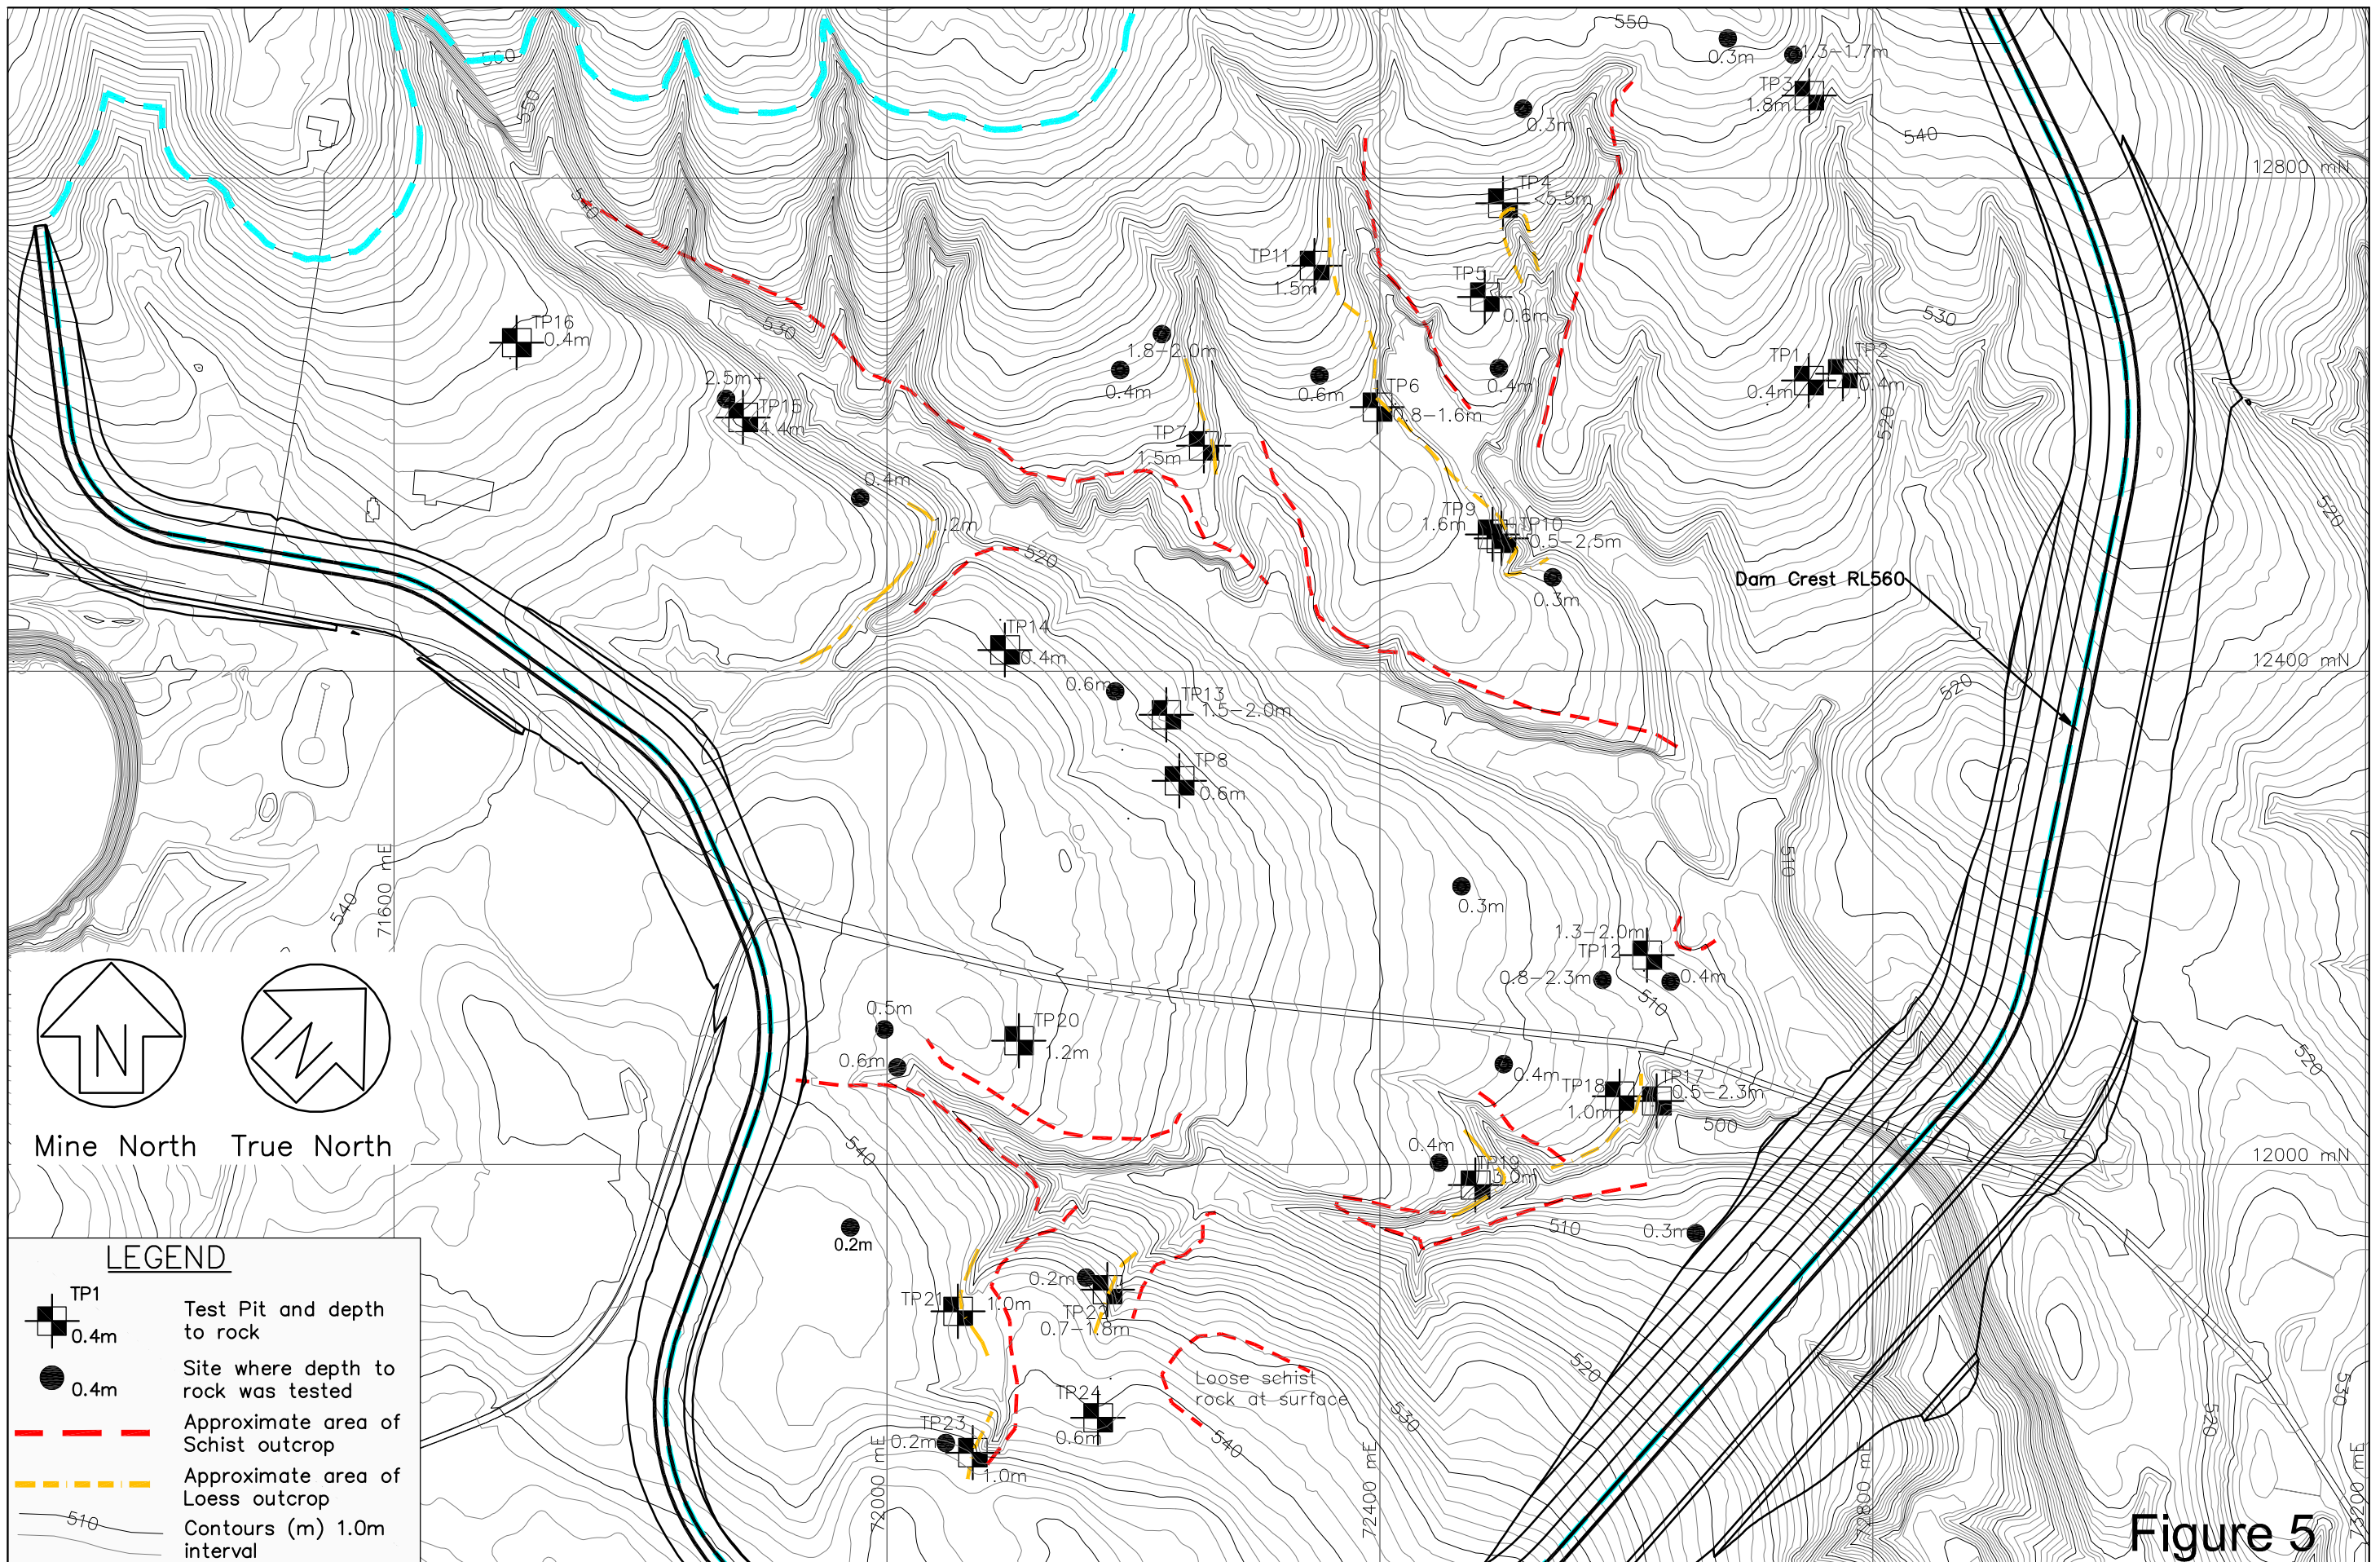 550
0.3m
1.3-1.7m
560
TP3
1.8m
550
0.3m
540
12800 mN
TP4
<5.5m
540
TP11
1.5m
TP5
0.6m
530
530
TP16
0.4m
1.8-2.0m
0.4m
0.6m
0.4m
TP1
0.4m
TP2
0.4m
2.5m+
TP15
4.4m
TP6
0.8-1.6m
520
TP7
1.5m
0.4m
1.2m
TP9
1.6m
TP10
0.5-2.5m
520
520
Dam Crest RL560
0.3m
TP14
0.4m
12400 mN
0.6m
TP13
1.5-2.0m
520
TP8
0.6m
510
71600 mE
540
0.3m
1.3-2.0m
TP12
0.8-2.3m
0.4m
510
0.5m
0.6m
TP20
1.2m
0.4m
TP18
1.0m
TP17
0.5-2.3m
520
500
Mine North
True North
N
N
540
0.4m
TP19
3.0m
12000 mN
0.2m
510
0.3m
0.2m
TP21
1.0m
TP22
0.7-1.8m
Loose schist
rock at surface
520
530
530
520
TP24
0.6m
540
TP23
0.2m
1.0m
72000 mE
72400 mE
72800 mE
73200 mE
LEGEND
TP1
0.4m
Test Pit and depth
to rock
0.4m
Site where depth to
rock was tested
Approximate area of
Schist outcrop
Approximate area of
Loess outcrop
510
Contours (m) 1.0m
interval
Figure 5